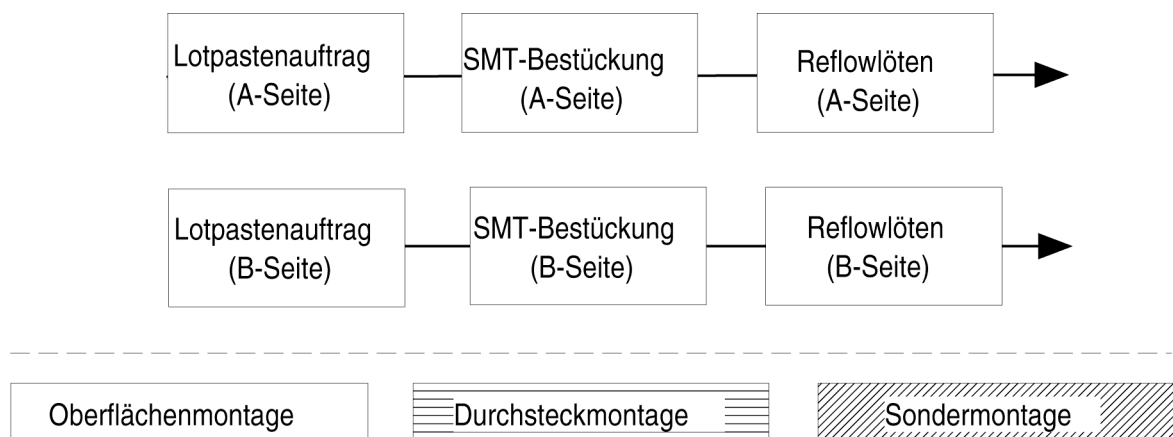 Lotpastenauftrag
(A-Seite)
SMT-Bestückung
(A-Seite)
Reflowlöten
(A-Seite)
Lotpastenauftrag
(B-Seite)
SMT-Bestückung
(B-Seite)
Reflowlöten
(B-Seite)
Oberflächenmontage
Durchsteckmontage
Sondermontage